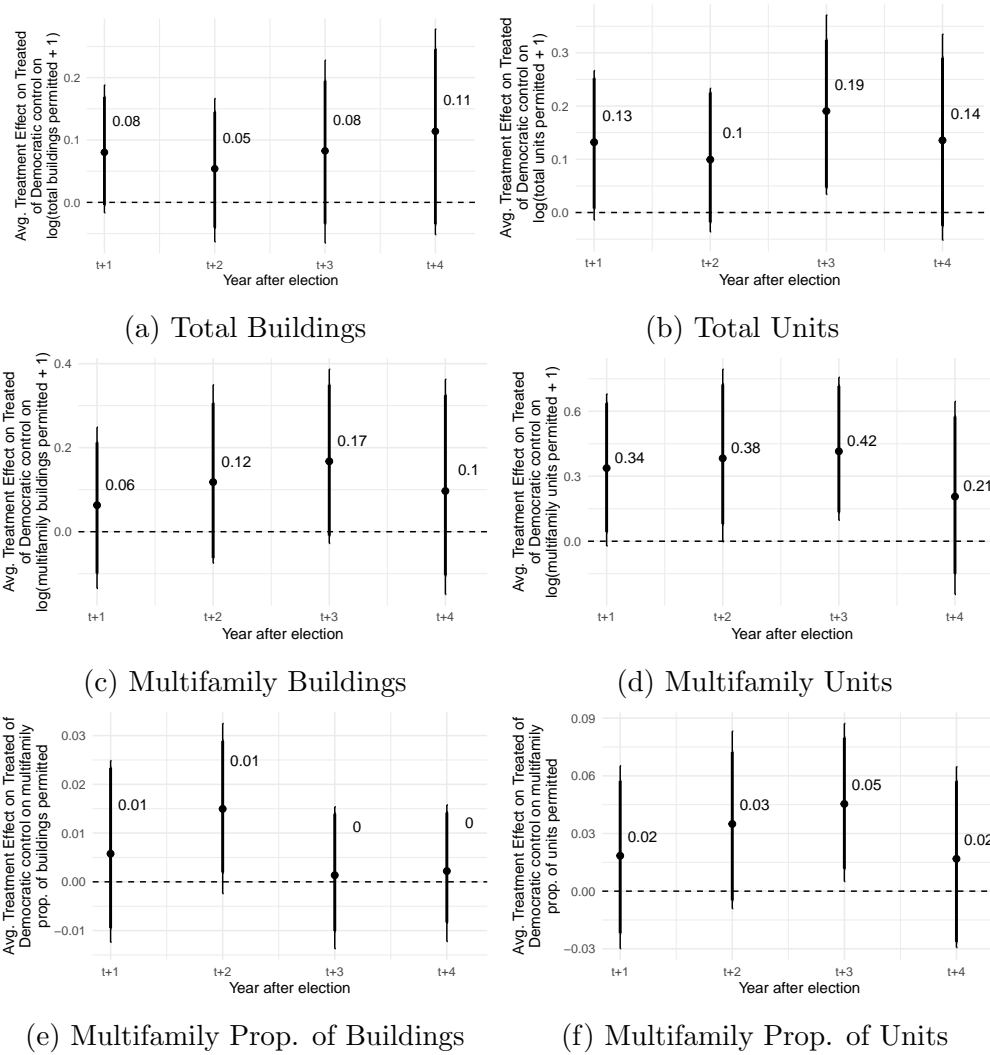 Avg. Treatment Effect on Treated
of Democratic control on
log(total buildings permitted + 1)
0.2
0.1
0.0
0.08
0.05
0.08
0.11
t+1
t+2
t+3
t+4
Year after election
(a) Total Buildings
Avg. Treatment Effect on Treated
of Democratic control on
log(total units permitted + 1)
0.3
0.2
0.1
0.0
0.13
0.1
0.19
0.14
t+1
t+2
t+3
t+4
Year after election
(b) Total Units
Avg. Treatment Effect on Treated
of Democratic control on
log(multifamily buildings permitted + 1)
0.4
0.2
0.0
0.06
0.12
0.17
0.1
t+1
t+2
t+3
t+4
Year after election
(c) Multifamily Buildings
Avg. Treatment Effect on Treated
of Democratic control on
log(multifamily units permitted + 1)
0.6
0.3
0.0
0.34
0.38
0.42
0.21
t+1
t+2
t+3
t+4
Year after election
(d) Multifamily Units
Avg. Treatment Effect on Treated of
Democratic control on multifamily
prop. of buildings permitted
0.03
0.02
0.01
0.00
−0.01
0.01
0.01
0
0
t+1
t+2
t+3
t+4
Year after election
(e) Multifamily Prop. of Buildings
Avg. Treatment Effect on Treated of
Democratic control on multifamily
prop. of units permitted
0.09
0.06
0.03
0.00
−0.03
0.02
0.03
0.05
0.02
t+1
t+2
t+3
t+4
Year after election
(f) Multifamily Prop. of Units